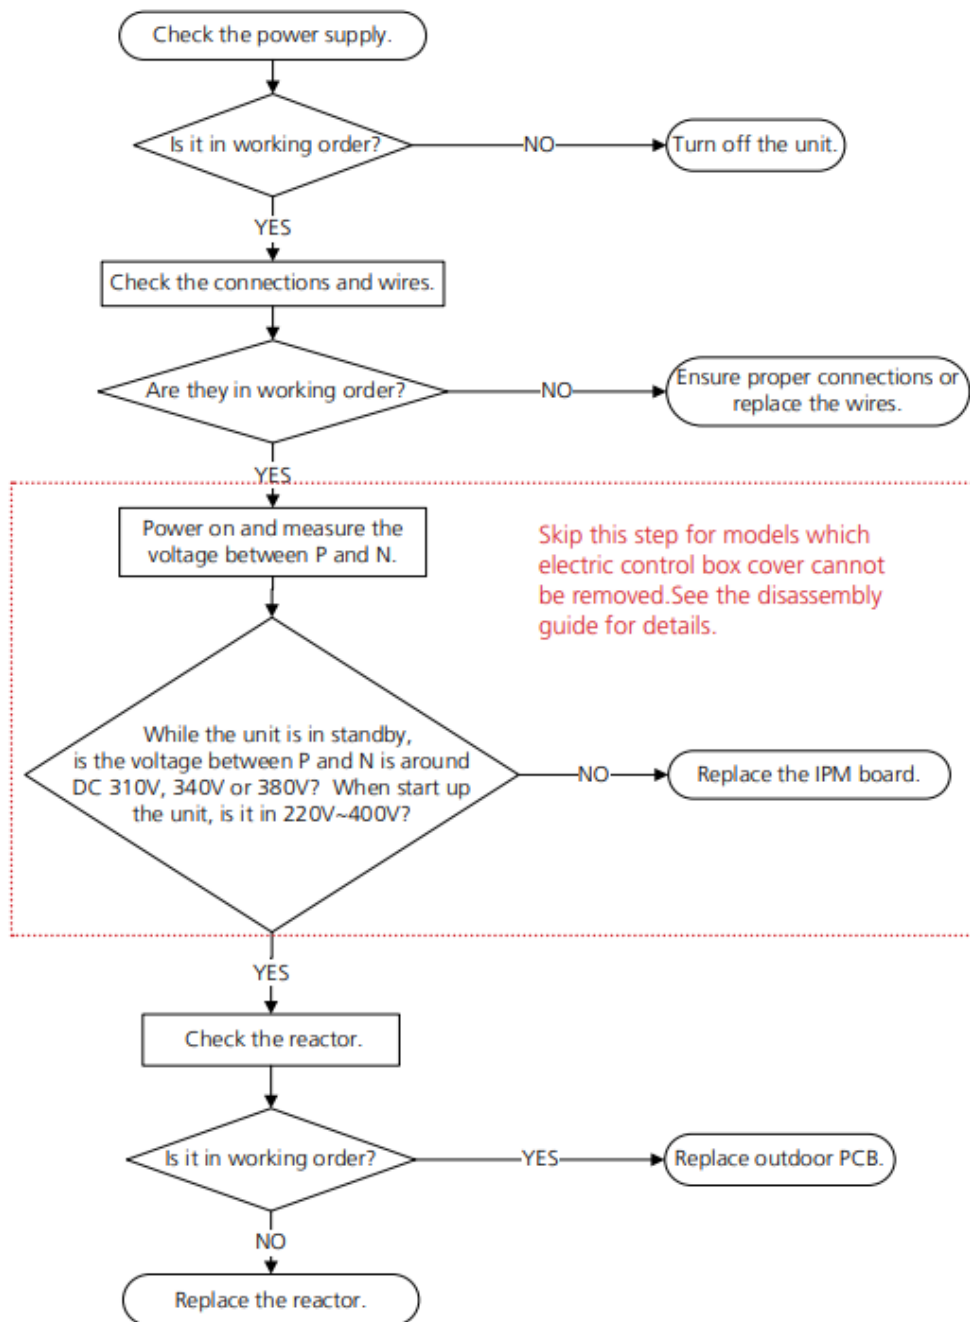 Check the power supply.
Is it in working order?
NO
Turn off the unit.
YES
Check the connections and wires.
Are they in working order?
NO
Ensure proper connections or
replace the wires.
YES
Power on and measure the
voltage between P and N.
Skip this step for models which
electric control box cover cannot
be removed.See the disassembly
guide for details.
While the unit is in standby,
is the voltage between P and N is around
DC 310V, 340V or 380V? When start up
the unit, is it in 220V~400V?
NO
Replace the IPM board.
YES
Check the reactor.
Is it in working order?
YES
Replace outdoor PCB.
NO
Replace the reactor.